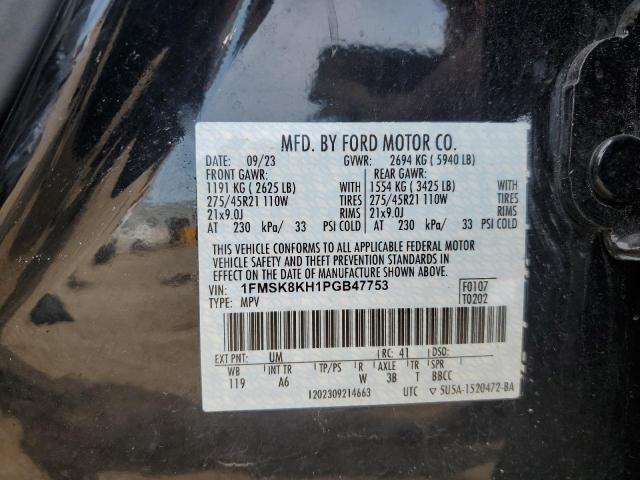 MFD. BY FORD MOTOR CO.
DATE: 09/23 GVWR: 2694 KG ( 5940 LB)
FRONT GAWR: REAR GAWR:
1191 KG ( 2625 LB) WITH 1554 KG ( 3425 LB) WITH
275/45R21 110W TIRES 275/45R21 110W TIRES
21x9.0J RIMS 21x9.0J RIMS
AT 230 kPa/ 33 PSI COLD AT 230 kPa/ 33 PSI COLD
THIS VEHICLE CONFORMS TO ALL APPLICABLE FEDERAL MOTOR
VEHICLE SAFETY AND THEFT PREVENTION STANDARDS IN
EFFECT ON THE DATE OF MANUFACTURE SHOWN ABOVE.
VIN: 1FMSK8KH1PGB47753 F0107
TYPE: MPV T0202
EXT PNT: UM RC: 41 DSO:
WB INT TR TP/PS R AXLE TR SPR
119 A6 W 3B T BBCC
I202309214663 UTC ▽ 5U5A-1520472-BA